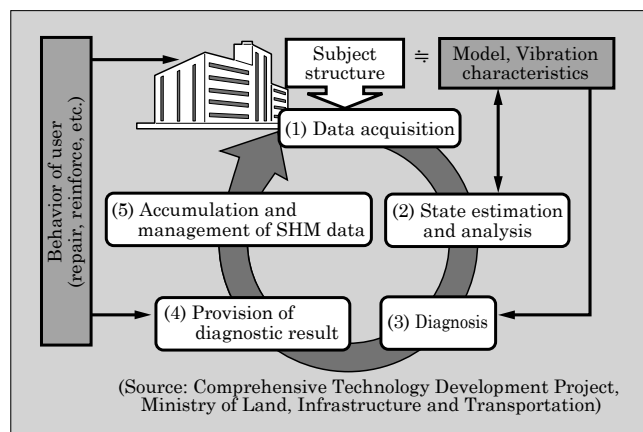 Behavior of user
(repair, reinforce, etc.)
Subject
structure
≒
Model, Vibration
characteristics
(1) Data acquisition
(2) State estimation
and analysis
(3) Diagnosis
(4) Provision of
diagnostic result
(5) Accumulation and
management of SHM data
(Source: Comprehensive Technology Development Project,
Ministry of Land, Infrastructure and Transportation)